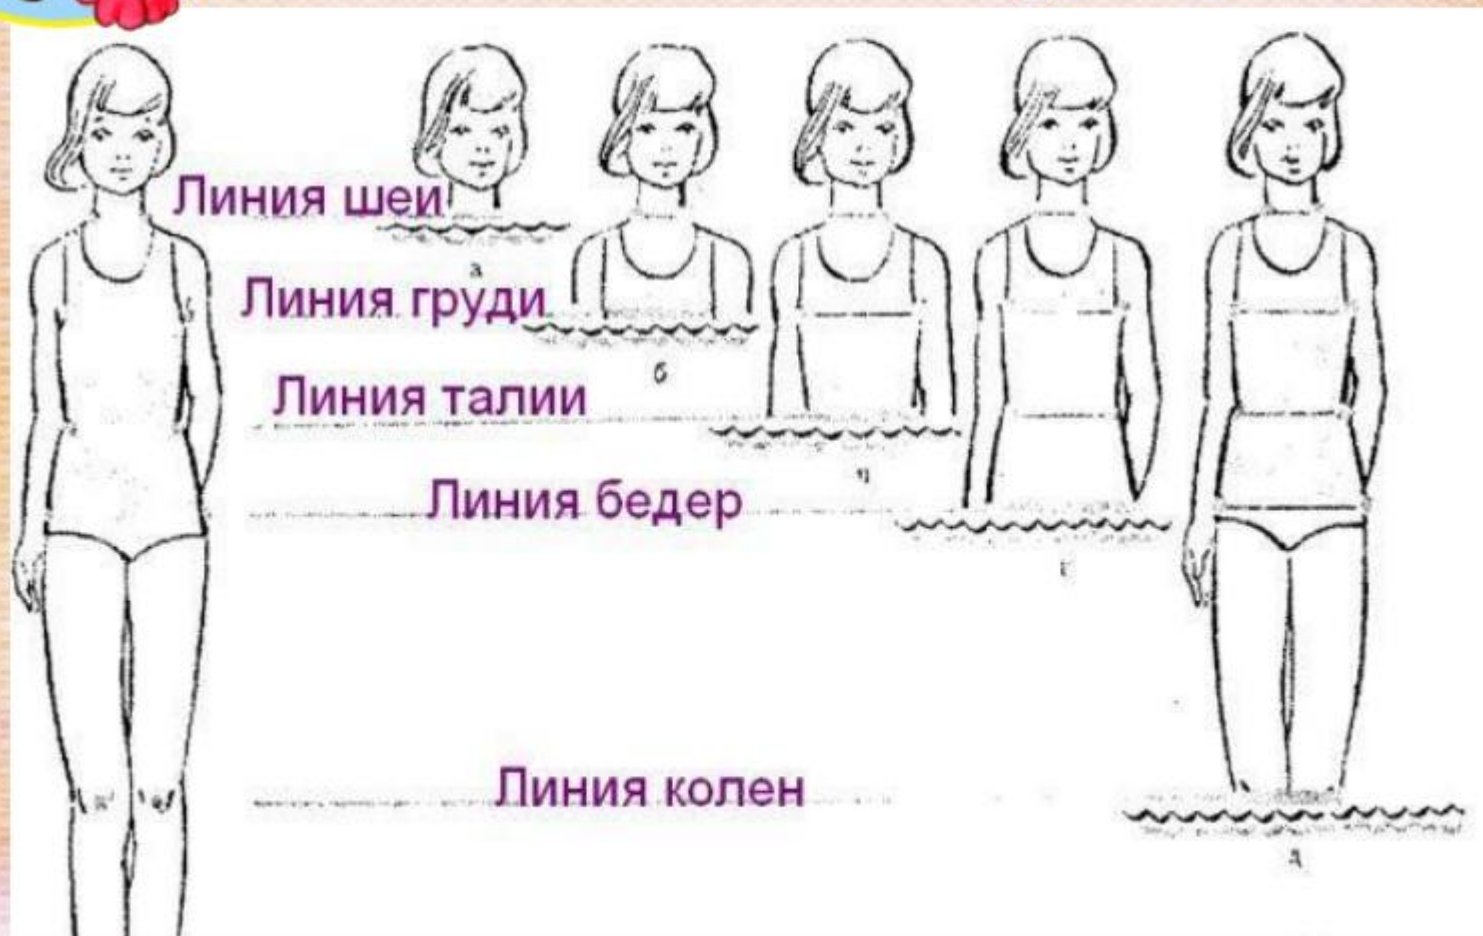 Линия шеи
а
Линия груди
б
Линия талии
Линия бедер
г
Линия колен
д